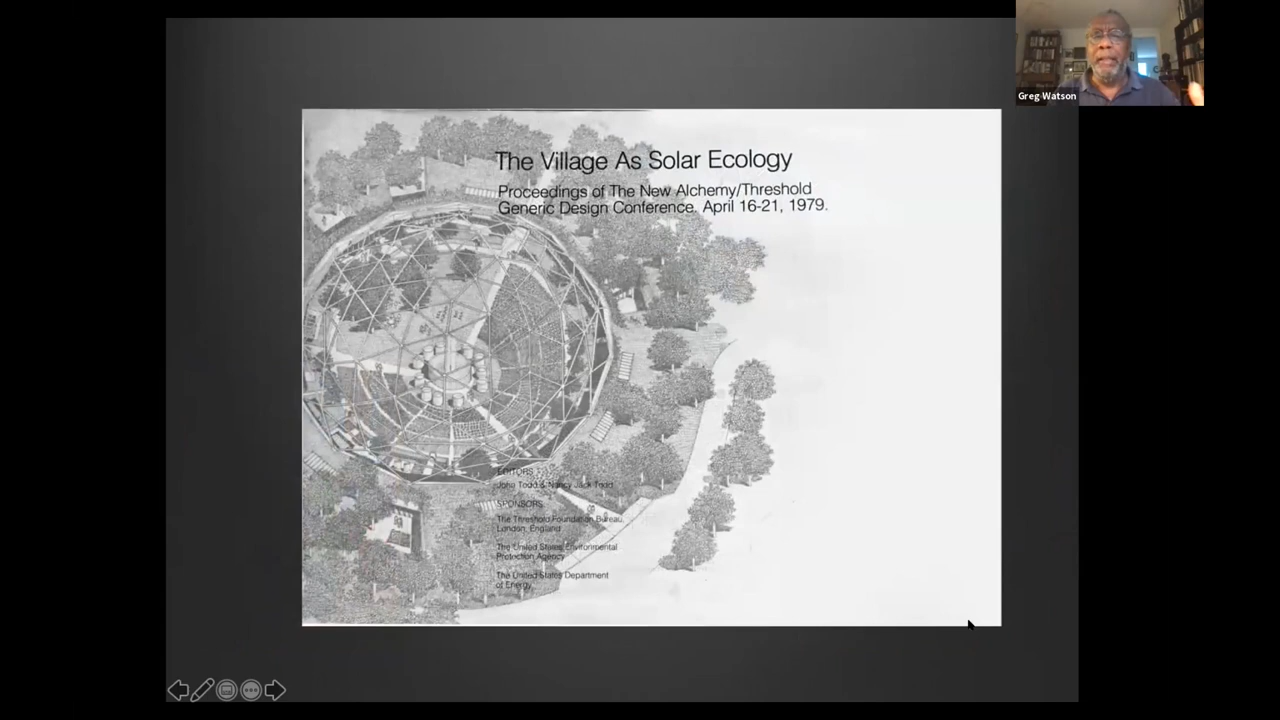 The Village As Solar Ecology
Proceedings of The New Alchemy/Threshold
Generic Design Conference. April 16-21, 1979.
EDITORS
John Todd & Nancy Jack Todd
SPONSORS
The Threshold Foundation Bureau,
London, England
The United States Environmental
Protection Agency
The United States Department
of Energy
Greg Watson